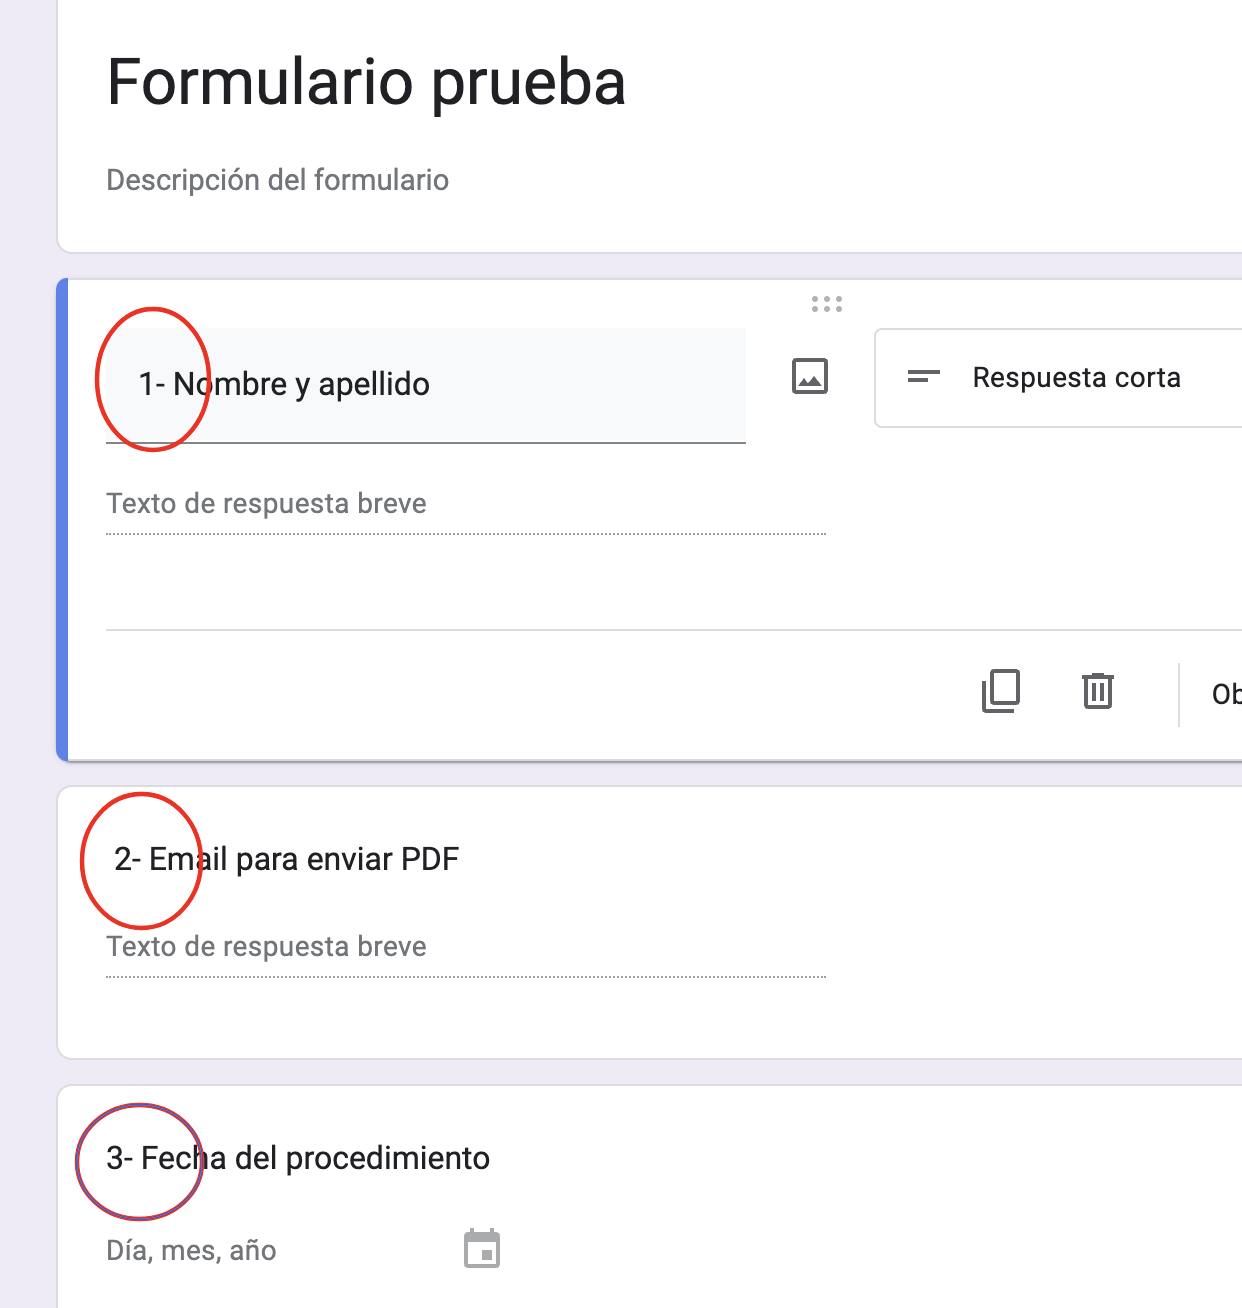 Formulario prueba
Descripción del formulario
1- Nombre y apellido
Respuesta corta
Texto de respuesta breve
Ob
2- Email para enviar PDF
Texto de respuesta breve
3- Fecha del procedimiento
Día, mes, año